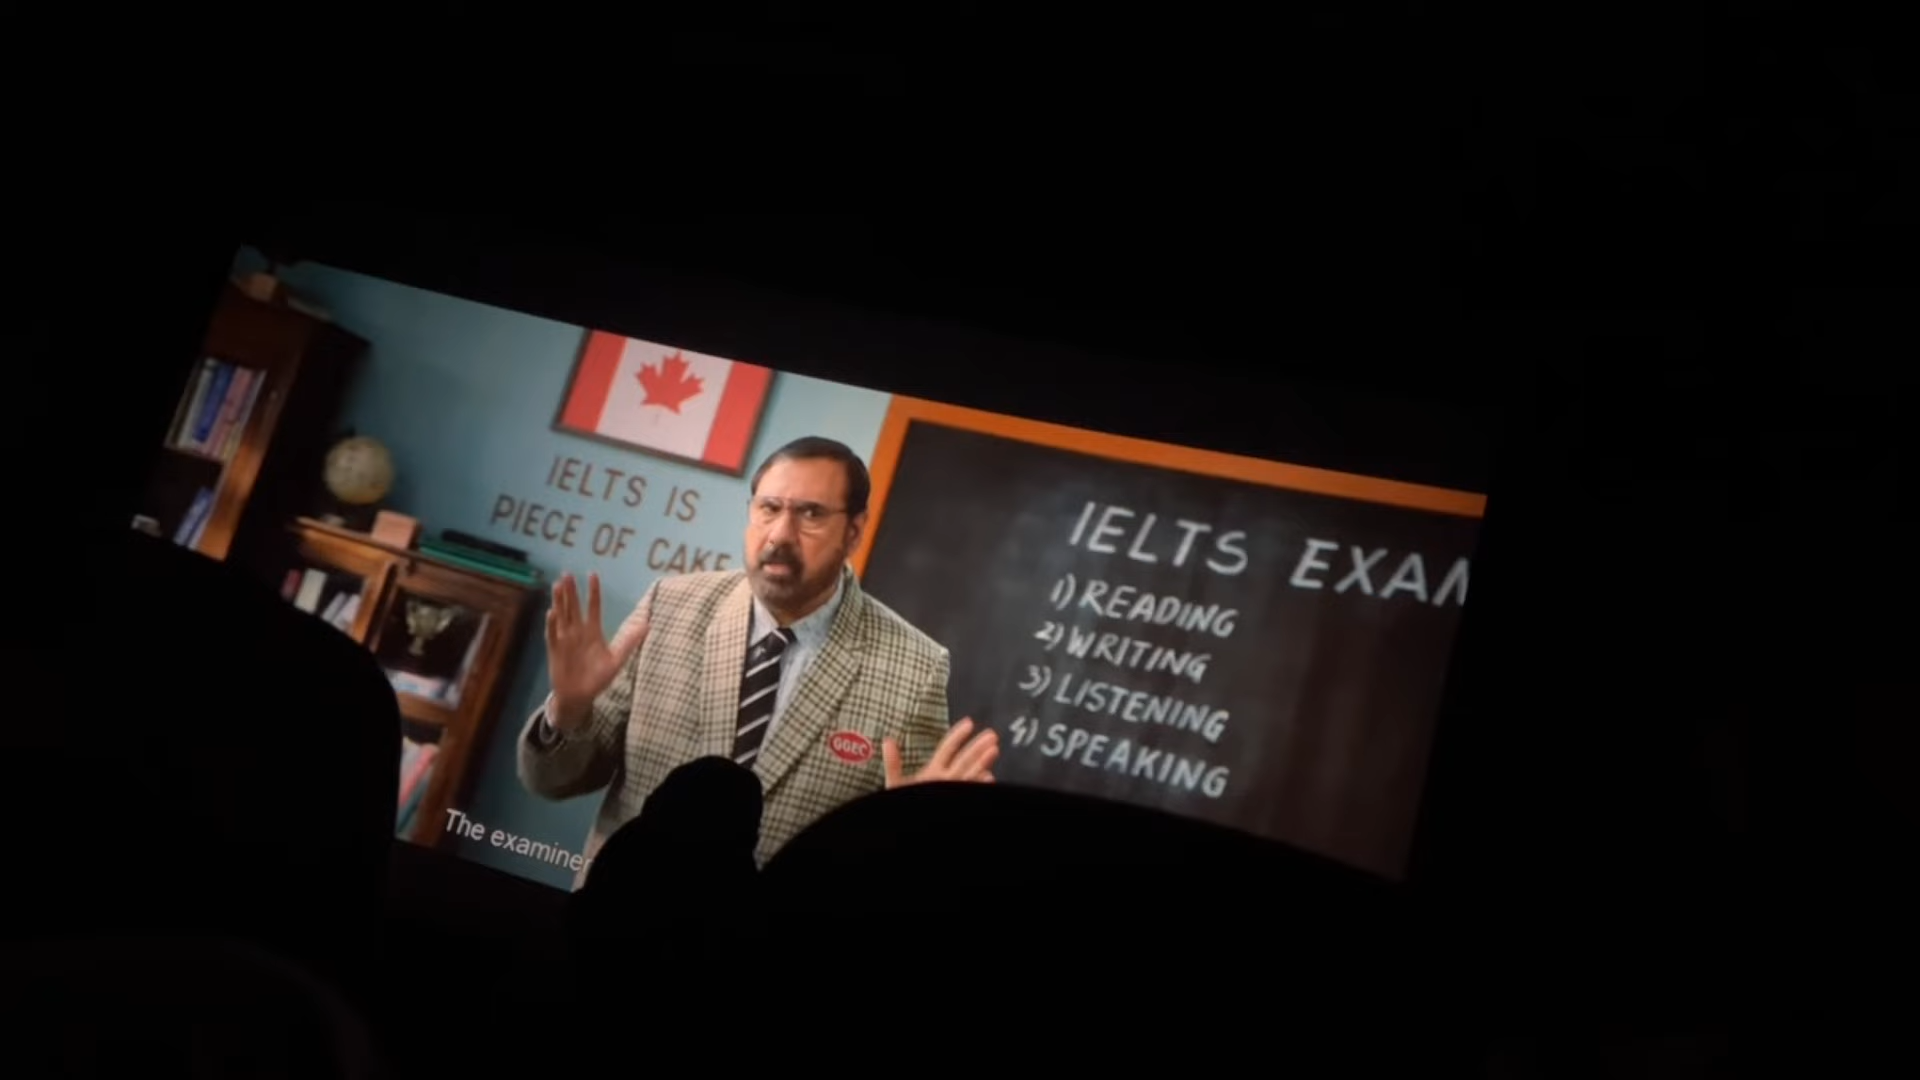 IELTS IS
PIECE OF CAKE
IELTS EXAM
1) READING
2) WRITING
3) LISTENING
4) SPEAKING
GGEC
The examiner